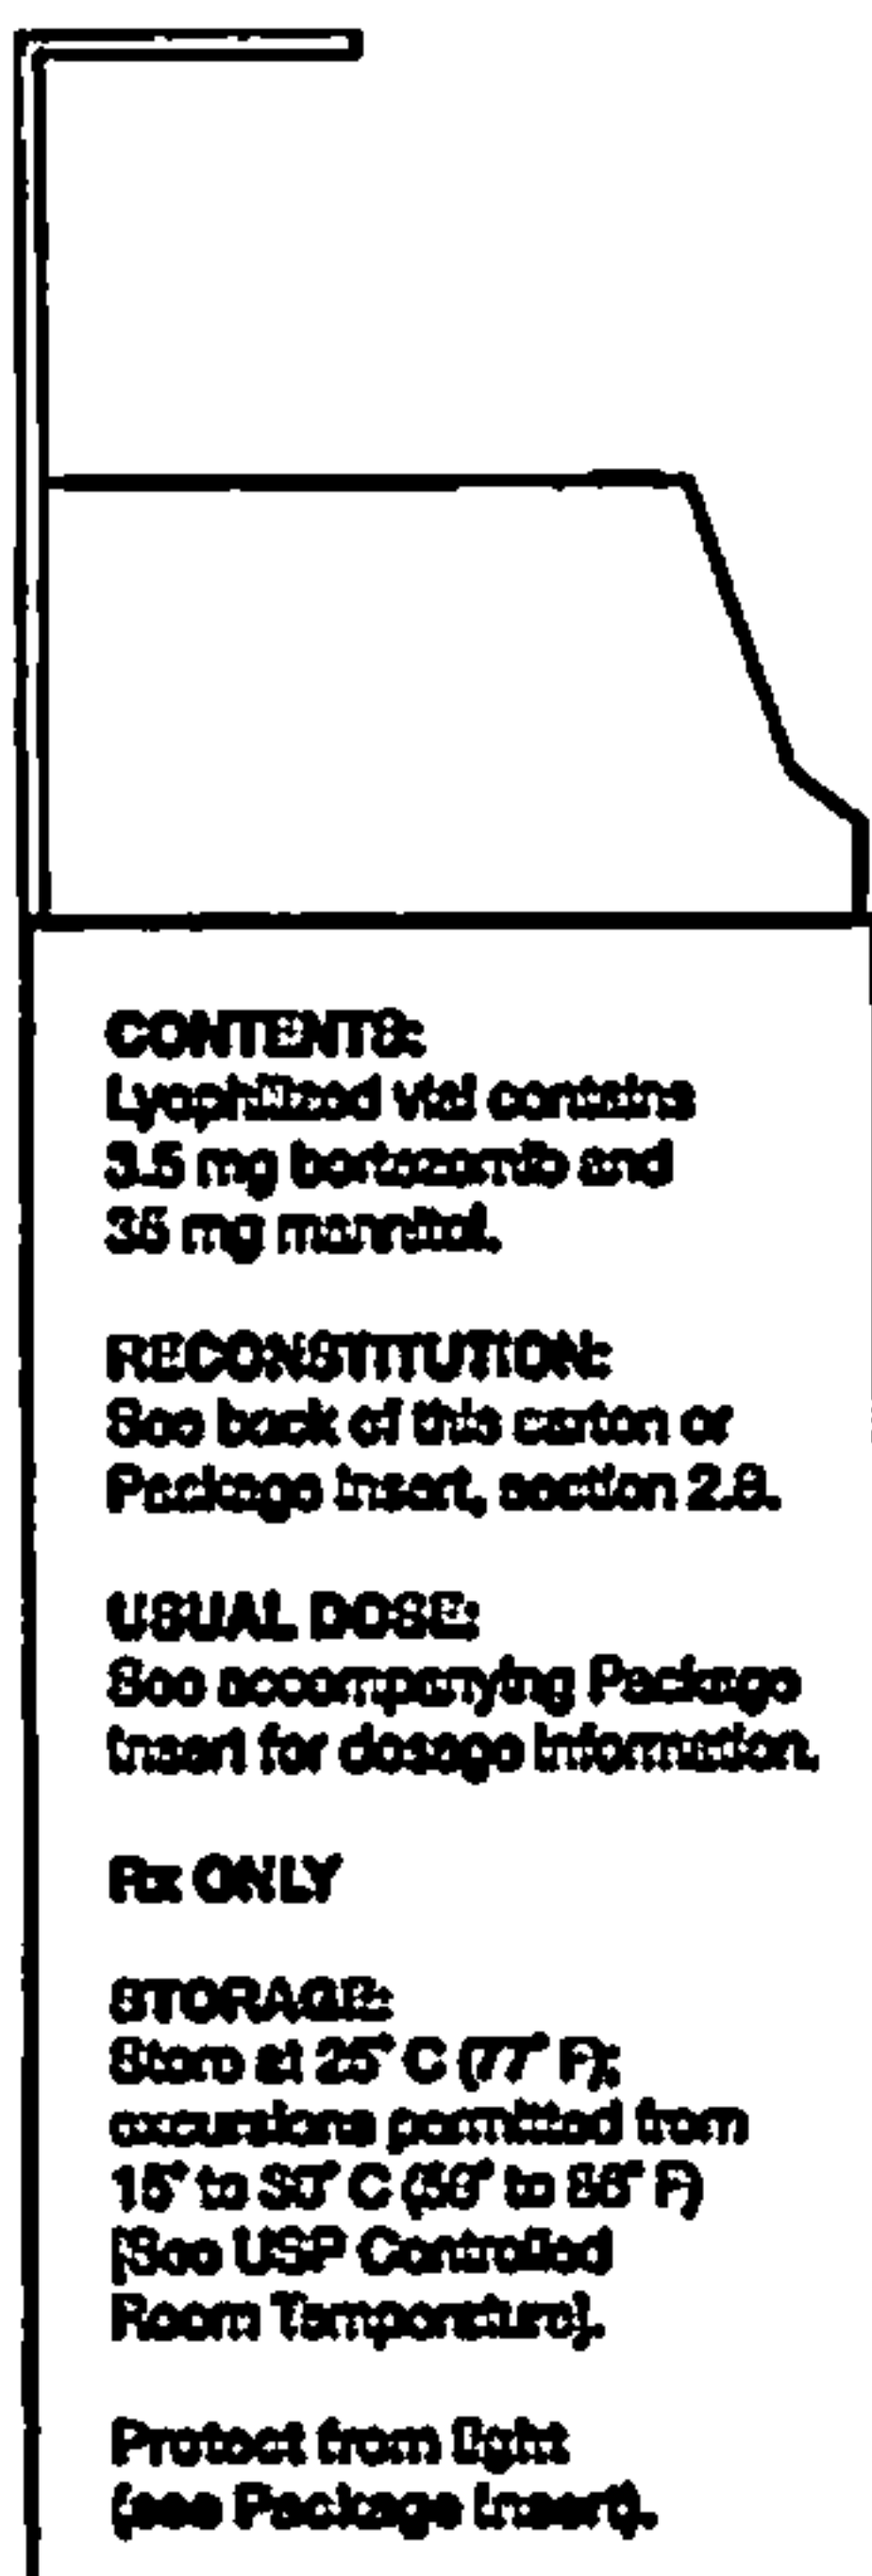 CONTENTS:
Lyophilized vial contains
3.5 mg bortezomib and
35 mg mannitol.
RECONSTITUTION:
See back of this carton or
Package Insert, section
USUAL DOSE:
See accompanying Package
Insert for dosage information.
Rx ONLY
STORAGE:
Store at 25° C (77° F);
excursions permitted from
15° to 30° C (59° to 86° F)
[See USP Controlled
Room Temperature].
Protect from light
(see Package Insert).